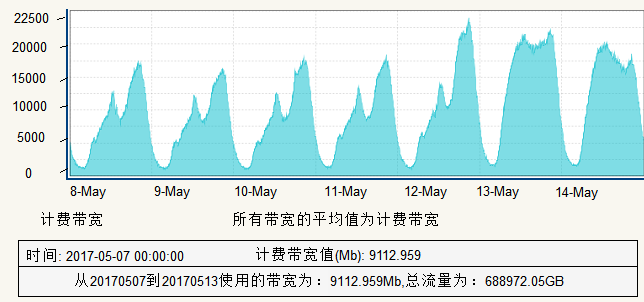 22500
20000
15000
10000
5000
0
8-May 9-May 10-May 11-May 12-May 13-May 14-May
计费带宽 所有带宽的平均值为计费带宽
时间: 2017-05-07 00:00:00 计费带宽值(Mb): 9112.959
从20170507到20170513使用的带宽为：9112.959Mb,总流量为：688972.05GB